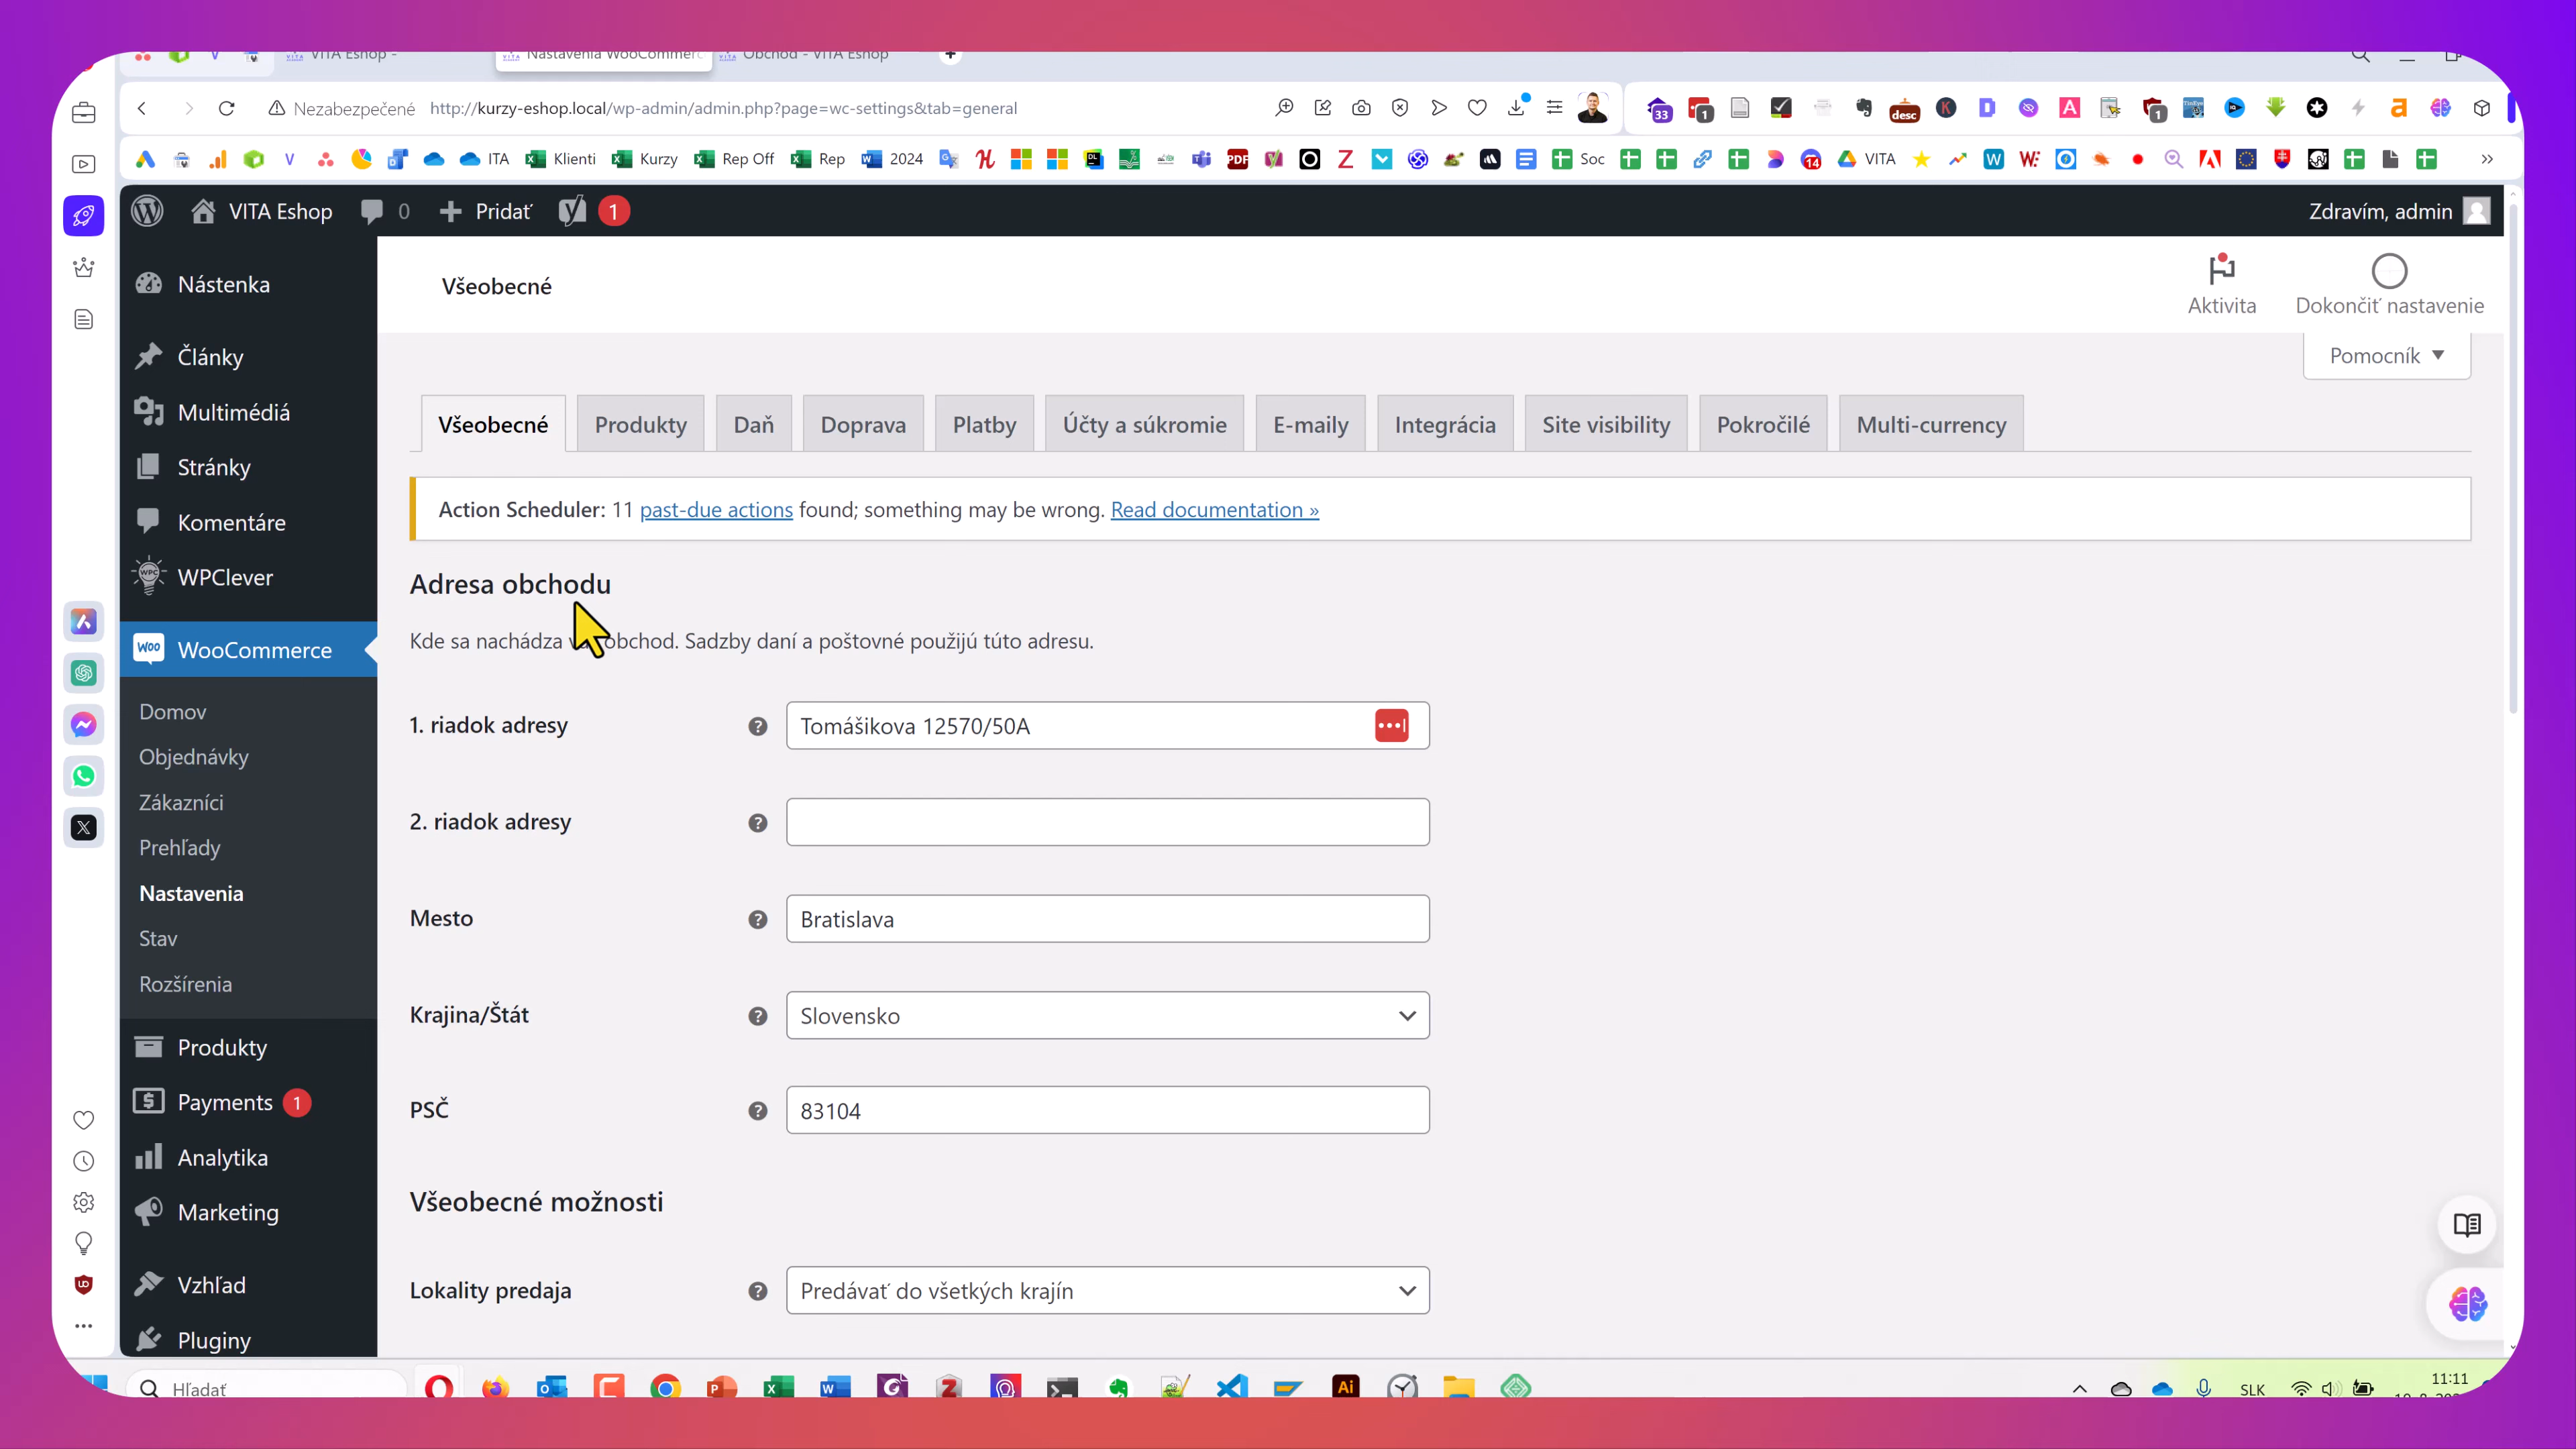 VITA Eshop -
Nastavenia WooCommerc
Obchod - VITA Eshop
Nezabezpečené
http://kurzy-eshop.local/wp-admin/admin.php?page=wc-settings&tab=general
33
1
desc
1
ITA
Klienti
Kurzy
Rep Off
Rep
2024
Soc
14
VITA
VITA Eshop
0
Pridať
1
Zdravím, admin
Nástenka
Články
Multimédiá
Stránky
Komentáre
WPClever
WooCommerce
Domov
Objednávky
Zákazníci
Prehľady
Nastavenia
Stav
Rozšírenia
Produkty
Payments 1
Analytika
Marketing
Vzhľad
Pluginy
Všeobecné
Aktivita
Dokončiť nastavenie
Pomocník
Všeobecné
Produkty
Daň
Doprava
Platby
Účty a súkromie
E-maily
Integrácia
Site visibility
Pokročilé
Multi-currency
Action Scheduler: 11 past-due actions found; something may be wrong. Read documentation »
Adresa obchodu
Kde sa nachádza obchod. Sadzby daní a poštovné použijú túto adresu.
1. riadok adresy
Tomášikova 12570/50A
2. riadok adresy
Mesto
Bratislava
Krajina/Štát
Slovensko
PSČ
83104
Všeobecné možnosti
Lokality predaja
Predávať do všetkých krajín
Hľadať
SLK
11:11